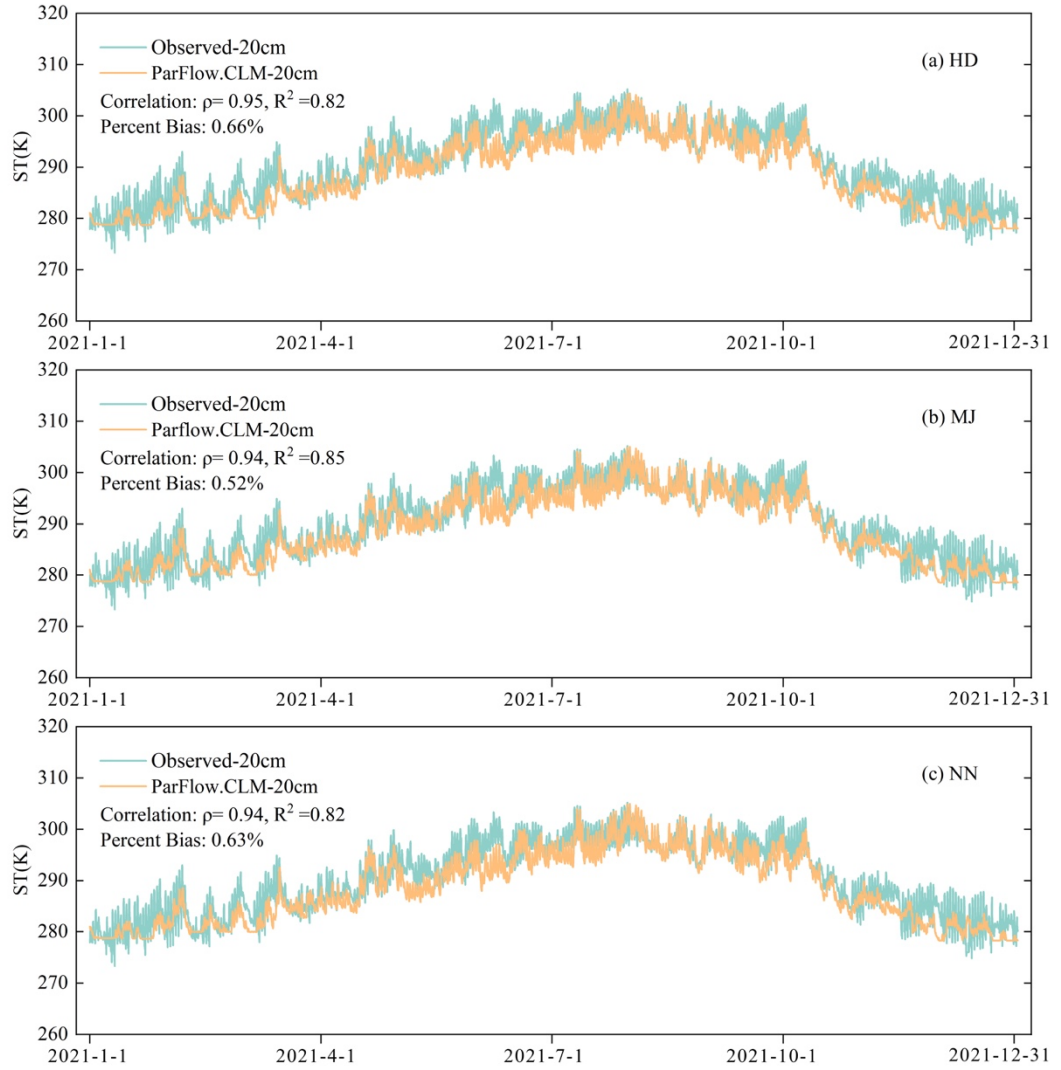 320
310
300
290
280
270
260
ST(K)
Observed-20cm
ParFlow.CLM-20cm
Correlation: ρ= 0.95, R² =0.82
Percent Bias: 0.66%
(a) HD
2021-1-1 2021-4-1 2021-7-1 2021-10-1 2021-12-31
320
310
300
290
280
270
260
ST(K)
Observed-20cm
Parflow.CLM-20cm
Correlation: ρ= 0.94, R² =0.85
Percent Bias: 0.52%
(b) MJ
2021-1-1 2021-4-1 2021-7-1 2021-10-1 2021-12-31
320
310
300
290
280
270
260
ST(K)
Observed-20cm
ParFlow.CLM-20cm
Correlation: ρ= 0.94, R² =0.82
Percent Bias: 0.63%
(c) NN
2021-1-1 2021-4-1 2021-7-1 2021-10-1 2021-12-31